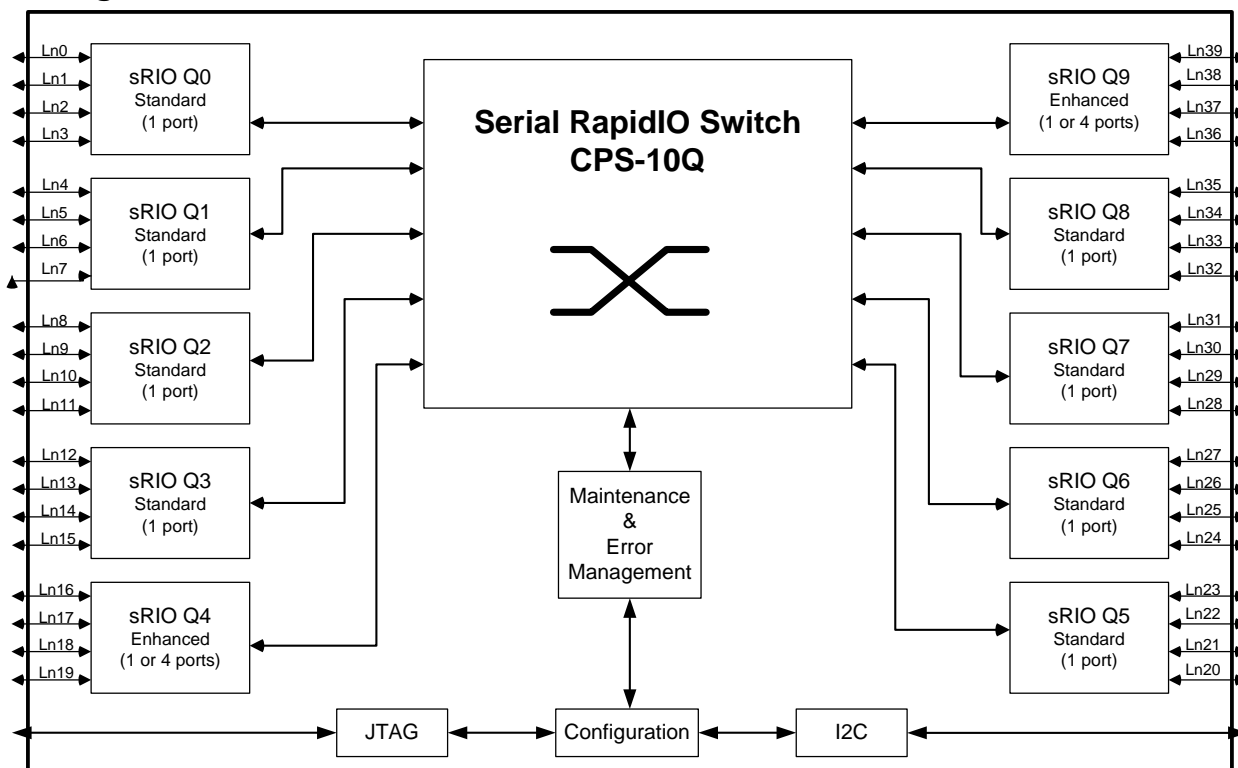 Ln0
Ln1
Ln2
Ln3
sRIO Q0
Standard
(1 port)
Ln4
Ln5
Ln6
Ln7
sRIO Q1
Standard
(1 port)
Ln8
Ln9
Ln10
Ln11
sRIO Q2
Standard
(1 port)
Ln12
Ln13
Ln14
Ln15
sRIO Q3
Standard
(1 port)
Ln16
Ln17
Ln18
Ln19
sRIO Q4
Enhanced
(1 or 4 ports)
Serial RapidIO Switch
CPS-10Q
Maintenance
&
Error
Management
JTAG
Configuration
I2C
sRIO Q9
Enhanced
(1 or 4 ports)
Ln39
Ln38
Ln37
Ln36
sRIO Q8
Standard
(1 port)
Ln35
Ln34
Ln33
Ln32
sRIO Q7
Standard
(1 port)
Ln31
Ln30
Ln29
Ln28
sRIO Q6
Standard
(1 port)
Ln27
Ln26
Ln25
Ln24
sRIO Q5
Standard
(1 port)
Ln23
Ln22
Ln21
Ln20